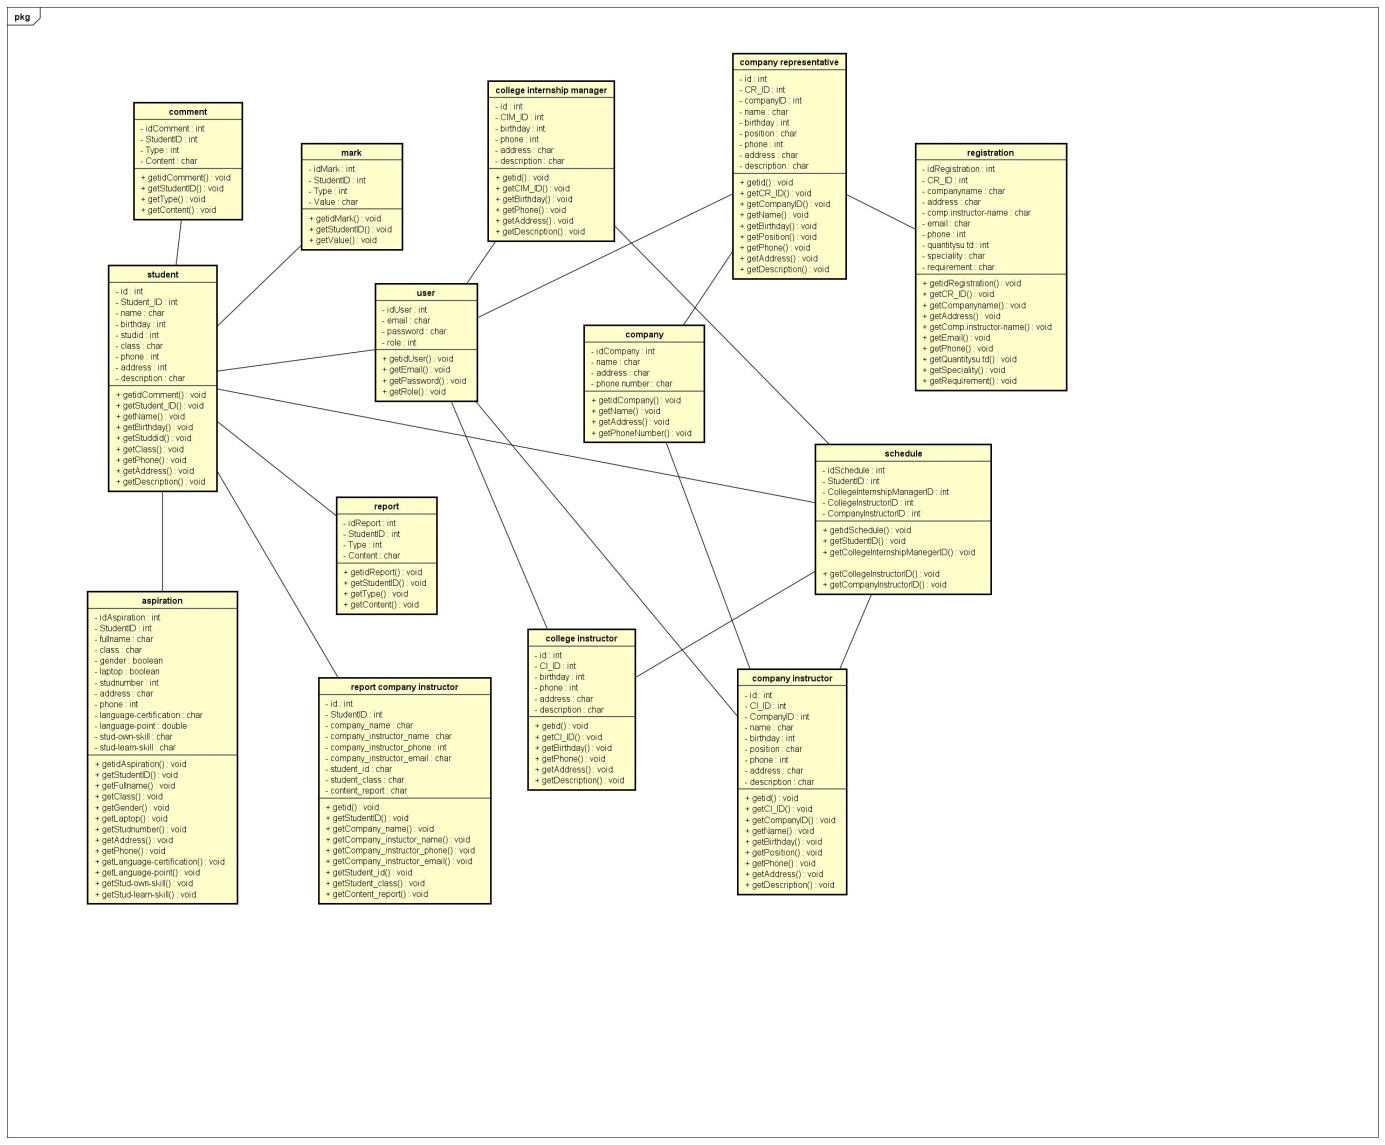 pkg
comment
- idComment : int
- StudentID : int
- Type : int
- Content : char
+ getidComment() : void
+ getStudentID() : void
+ getType() : void
+ getContent() : void
mark
- idMark : int
- StudentID : int
- Type : int
- Value : char
+ getidMark() : void
+ getStudentID() : void
+ getValue() : void
college internship manager
- id : int
- CIM_ID : int
- birthday : int
- phone : int
- address : char
- description : char
+ getid() : void
+ getCIM_ID() : void
+ getBirthday() : void
+ getPhone() : void
+ getAddress() : void
+ getDescription() : void
company representative
- id : int
- CR_ID : int
- companyID : int
- name : char
- birthday : int
- position : char
- phone : int
- address : char
- description : char
+ getid() : void
+ getCR_ID() : void
+ getCompanyID() : void
+ getName() : void
+ getBirthday() : void
+ getPosition() : void
+ getPhone() : void
+ getAddress() : void
+ getDescription() : void
registration
- idRegistration : int
- CR_ID : int
- companyname : char
- address : char
- comp.instructor-name : char
- email : char
- phone : int
- quantitysu td : int
- speciality : char
- requirement : char
+ getidRegistration() : void
+ getCR_ID() : void
+ getCompanyname() : void
+ getAddress() : void
+ getComp.instructor-name() : void
+ getEmail() : void
+ getPhone() : void
+ getQuantitysu td() : void
+ getSpeciality() : void
+ getRequirement() : void
student
- id : int
- Student_ID : int
- name : char
- birthday : int
- studid : int
- class : char
- phone : int
- address : int
- description : char
+ getidComment() : void
+ getStudent_ID() : void
+ getName() : void
+ getBirthday() : void
+ getStuddid() : void
+ getClass() : void
+ getPhone() : void
+ getAddress() : void
+ getDescription() : void
user
- idUser : int
- email : char
- password : char
- role : int
+ getidUser() : void
+ getEmail() : void
+ getPassword() : void
+ getRole() : void
company
- idCompany : int
- name : char
- address : char
- phone number : char
+ getidCompany() : void
+ getName() : void
+ getAddress() : void
+ getPhoneNumber() : void
schedule
- idSchedule : int
- StudentID : int
- CollegeInternshipManagerID : int
- CollegeInstructorID : int
- CompanyInstructorID : int
+ getidSchedule() : void
+ getStudentID() : void
+ getCollegeInternshipManegerID() : void
+ getCollegeInstructorID() : void
+ getCompanyInstructorID() : void
report
- idReport : int
- StudentID : int
- Type : int
- Content : char
+ getidReport() : void
+ getStudentID() : void
+ getType() : void
+ getContent() : void
aspiration
- idAspiration : int
- StudentID : int
- fullname : char
- class : char
- gender : boolean
- laptop : boolean
- studnumber : int
- address : char
- phone : int
- language-certification : char
- language-point : double
- stud-own-skill : char
- stud-learn-skill : char
+ getidAspiration() : void
+ getStudentID() : void
+ getFullname() : void
+ getClass() : void
+ getGender() : void
+ getLaptop() : void
+ getStudnumber() : void
+ getAddress() : void
+ getPhone() : void
+ getLanguage-certification() : void
+ getLanguage-point() : void
+ getStud-own-skill() : void
+ getStud-learn-skill() : void
report company instructor
- id : int
- StudentID : int
- company_name : char
- company_instructor_name : char
- company_instructor_phone : int
- company_instructor_email : char
- student_id : char
- student_class : char
- content_report : char
+ getid() : void
+ getStudentID() : void
+ getCompany_name() : void
+ getCompany_instuctor_name() : void
+ getCompany_instructor_phone() : void
+ getCompany_instructor_email() : void
+ getStudent_id() : void
+ getStudent_class() : void
+ getContent_report() : void
college instructor
- id : int
- CI_ID : int
- birthday : int
- phone : int
- address : char
- description : char
+ getid() : void
+ getCI_ID() : void
+ getBirthday() : void
+ getPhone() : void
+ getAddress() : void
+ getDescription() : void
company instructor
- id : int
- CI_ID : int
- CompanyID : int
- name : char
- birthday : int
- position : char
- phone : int
- address : char
- description : char
+ getid() : void
+ getCI_ID() : void
+ getCompanyID() : void
+ getName() : void
+ getBirthday() : void
+ getPosition() : void
+ getPhone() : void
+ getAddress() : void
+ getDescription() : void